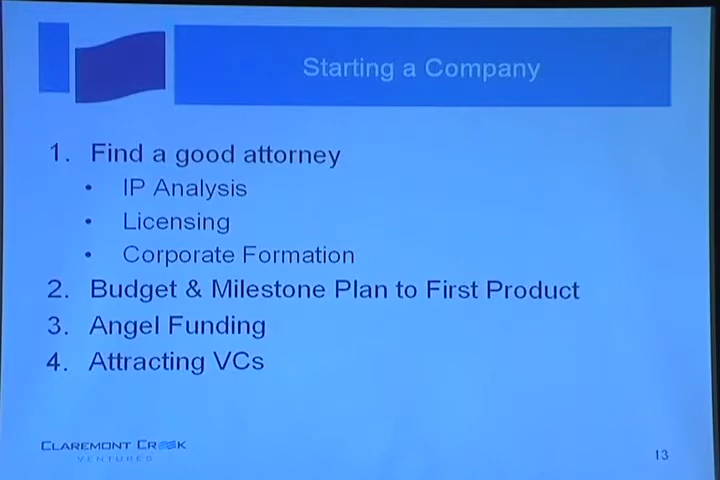 Starting a Company
1. Find a good attorney
• IP Analysis
• Licensing
• Corporate Formation
2. Budget & Milestone Plan to First Product
3. Angel Funding
4. Attracting VCs
CLAREMONT CREEK
VENTURES
13